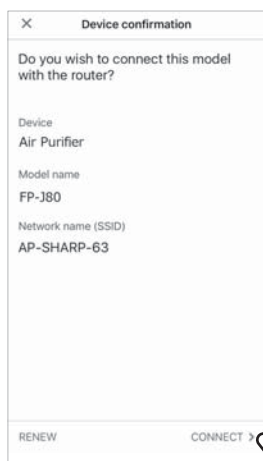 Device confirmation
Do you wish to connect this model
with the router?
Device
Air Purifier
Model name
FP-J80
Network name (SSID)
AP-SHARP-63
RENEW CONNECT